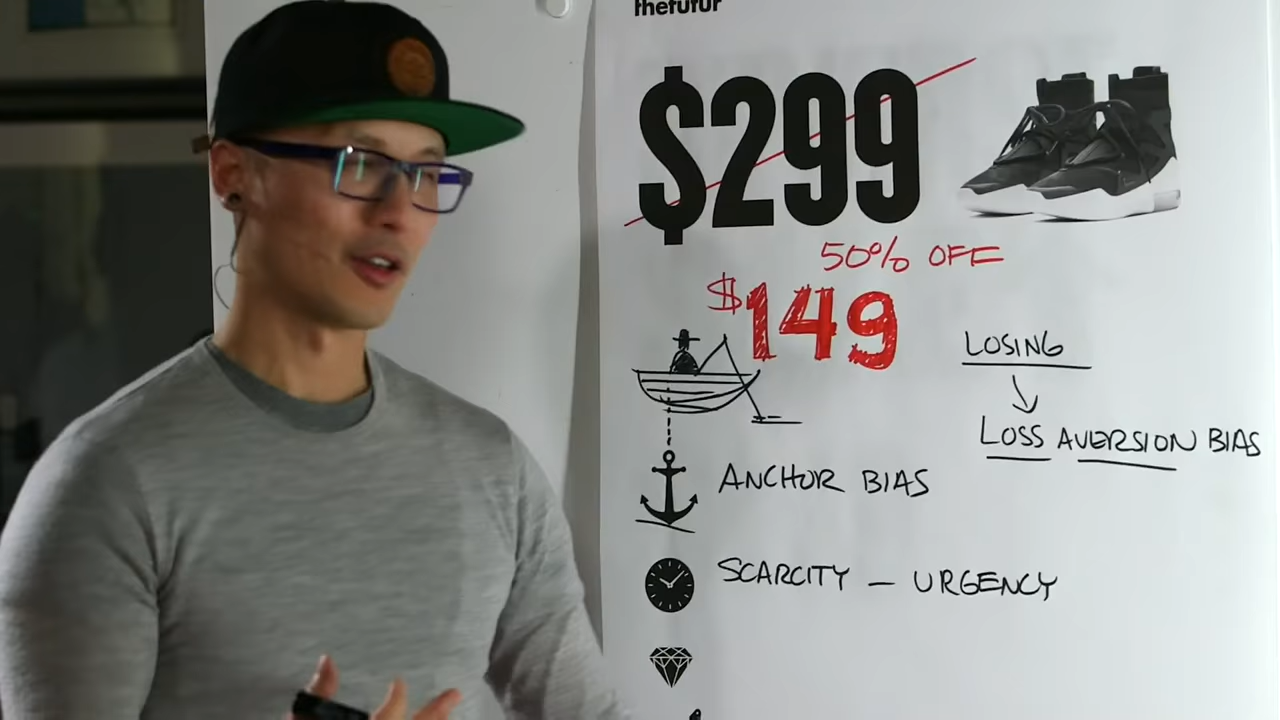 thefutur
$299
50% OFF
$149
LOSING
LOSS AVERSION BIAS
ANCHOR BIAS
SCARCITY – URGENCY